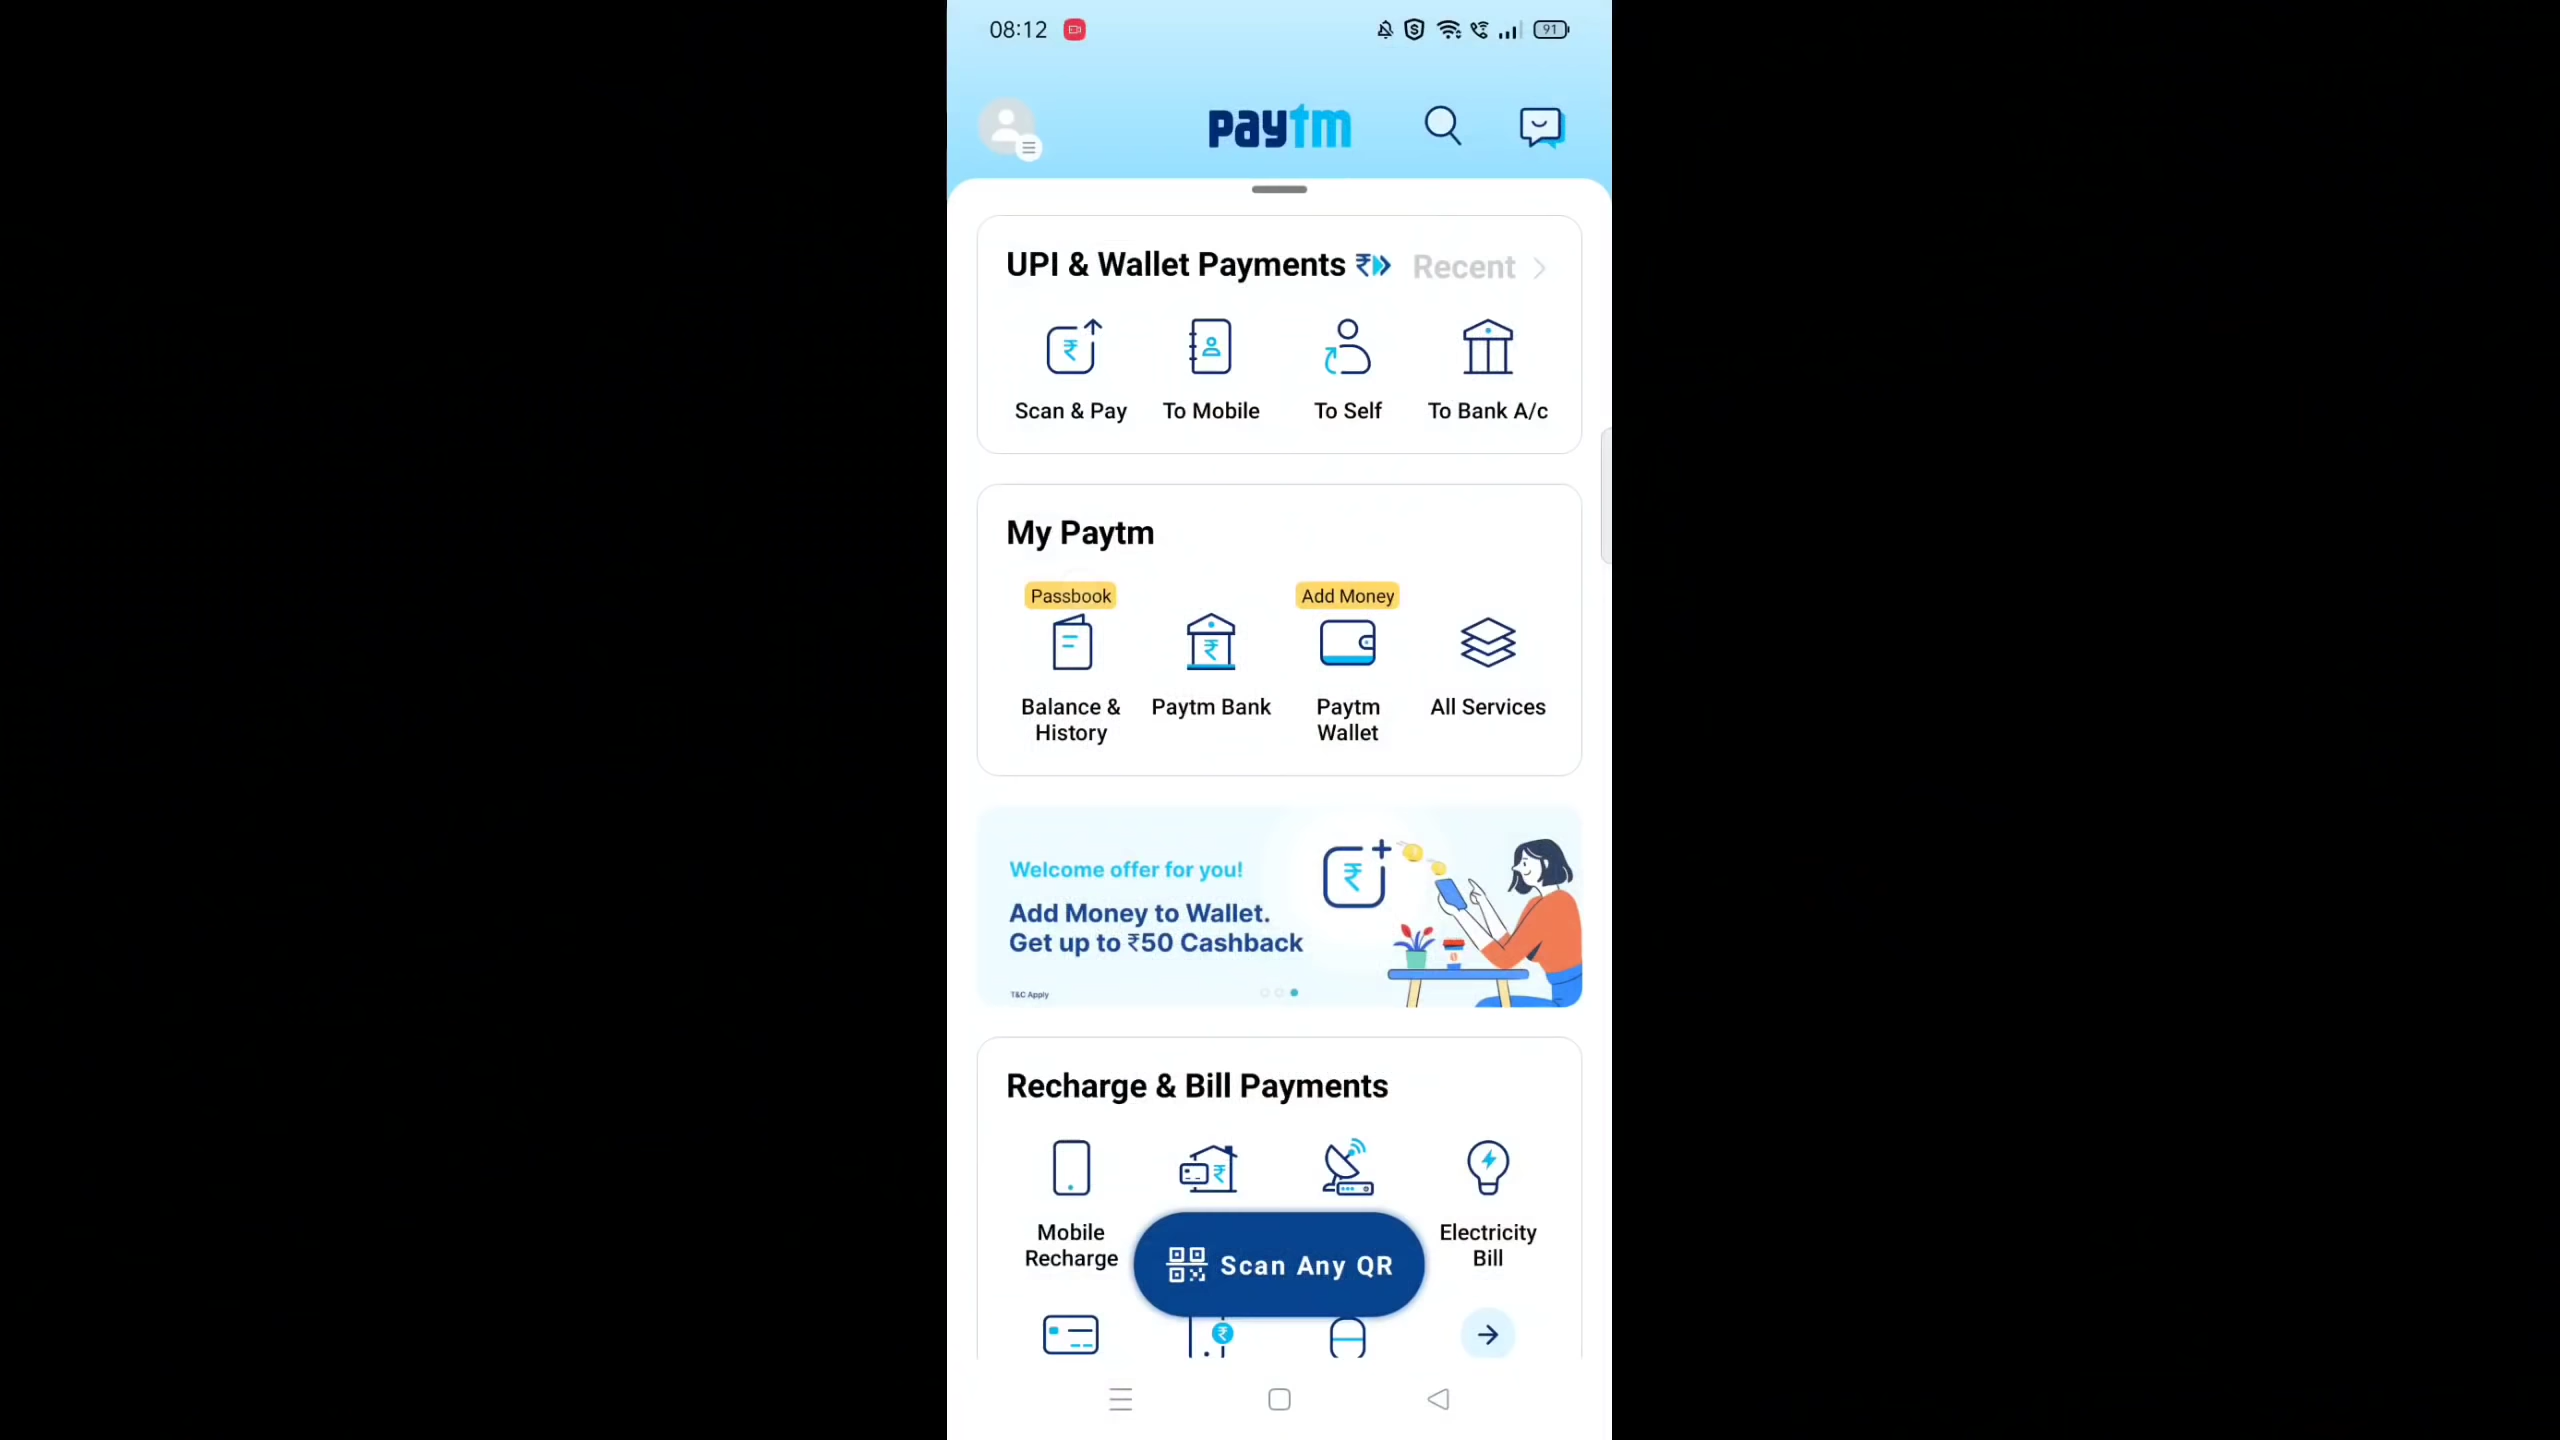 08:12
91
paytm
UPI & Wallet Payments
Recent
Scan & Pay
To Mobile
To Self
To Bank A/c
My Paytm
Passbook
Add Money
Balance &
History
Paytm Bank
Paytm
Wallet
All Services
Welcome offer for you!
Add Money to Wallet.
Get up to ₹50 Cashback
T&C Apply
Recharge & Bill Payments
Mobile
Recharge
Electricity
Bill
Scan Any QR